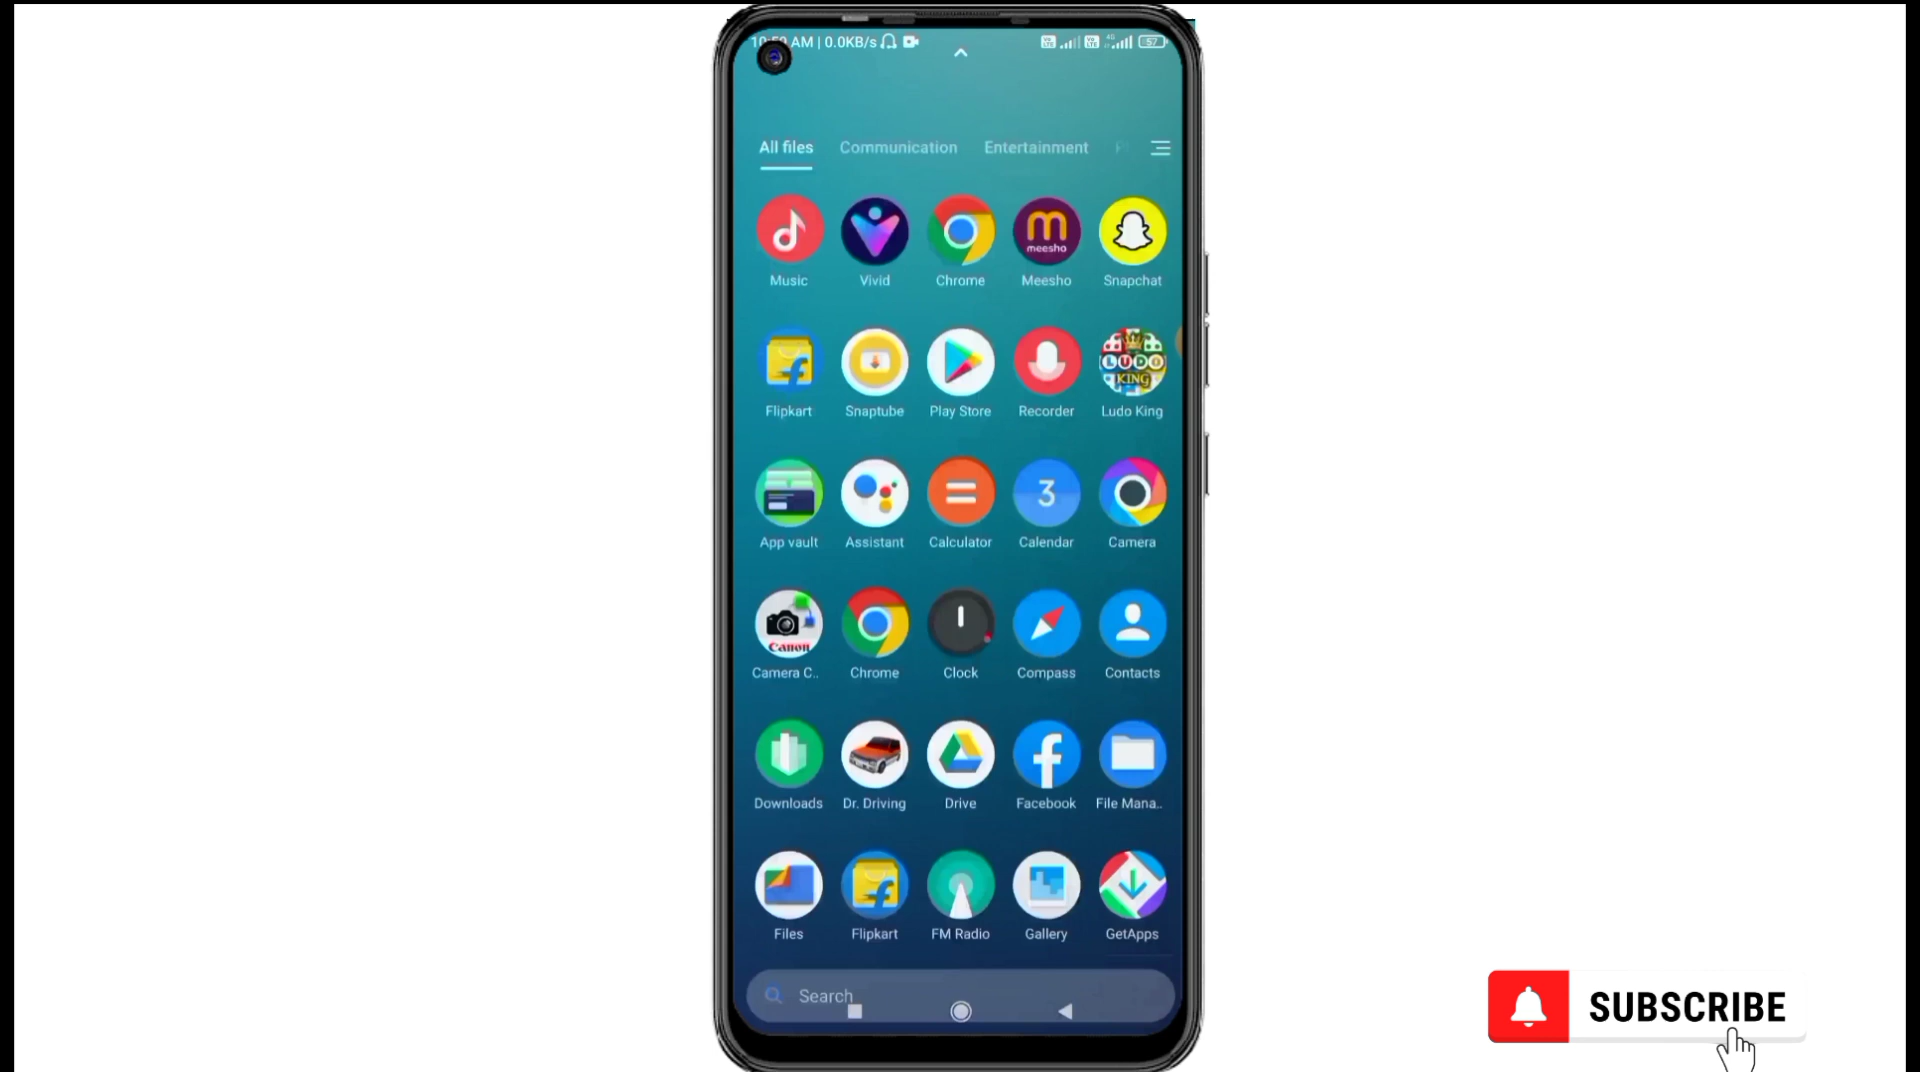 AM | 0.0KB/s
57
All files Communication Entertainment
meesho
Music Vivid Chrome Meesho Snapchat
LUDO
KING
Flipkart Snaptube Play Store Recorder Ludo King
3
App vault Assistant Calculator Calendar Camera
Canon
Camera C.. Chrome Clock Compass Contacts
Downloads Dr. Driving Drive Facebook File Mana..
Files Flipkart FM Radio Gallery GetApps
Search
SUBSCRIBE